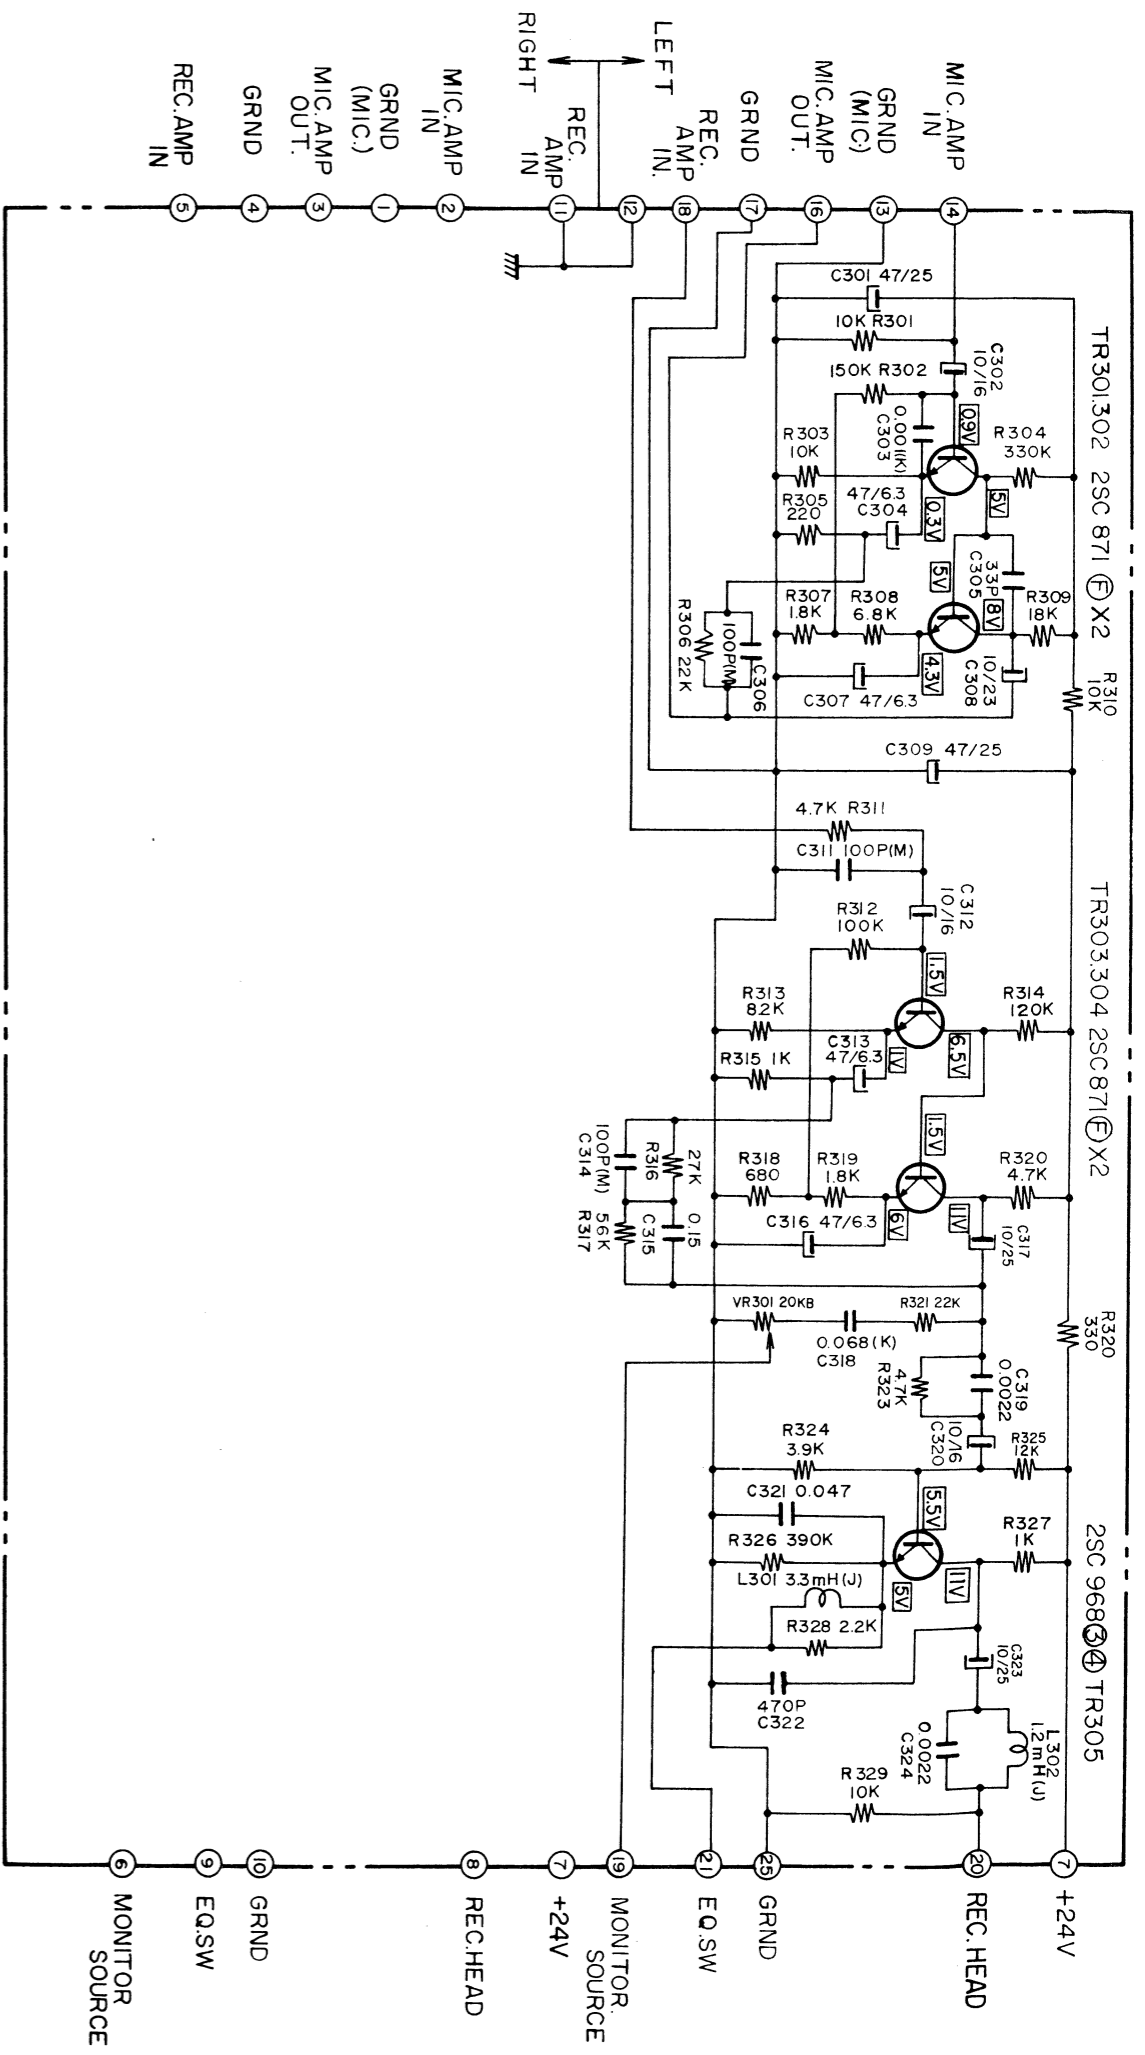 TR301.302 2SC 871 Ⓕ X2
TR303.304 2SC871 Ⓕ X2
2SC 968 ③④ TR305
MIC. AMP
IN
14
GRND
(MIC.)
13
MIC. AMP
OUT.
16
GRND
17
REC.
AMP
IN.
18
12
LEFT
RIGHT
REC.
AMP
IN
11
MIC. AMP
IN
2
GRND
(MIC.)
1
MIC. AMP
OUT.
3
GRND
4
REC. AMP
IN
5
C301 47/25
10K R301
C302
10/16
150K R302
0.001(K)
C303
0.9V
R304
330K
R303
10K
47/6.3
C304
0.3V
5V
R305
220
33P
C305
5V
8V
R309
18K
R307
1.8K
R308
6.8K
4.3V
10/23
C308
R306 22K
100P(M)
C306
C307 47/6.3
R310
10K
C309 47/25
4.7K R311
C311 100P(M)
C312
10/16
R312
100K
1.5V
R313
82K
R314
120K
C313
47/6.3
1V
6.5V
R315 1K
100P(M)
C314
R316
27K
56K
R317
C315
0.15
1.5V
R318
680
R319
1.8K
R320
4.7K
C316 47/6.3
6V
11V
C317
10/25
VR301 20KB
0.068(K)
C318
R321 22K
R320
330
C319
0.0022
4.7K
R323
10/16
C320
R324
3.9K
R325
12K
C321 0.047
5.5V
R326 390K
R327
1K
L301 3.3mH(J)
5V
11V
R328 2.2K
470P
C322
C323
10/25
L302
1.2mH(J)
0.0022
C324
R329
10K
7
+24V
20
REC.HEAD
25
GRND
21
EQ.SW
19
MONITOR.
SOURCE
7
+24V
8
REC.HEAD
10
GRND
9
EQ.SW
6
MONITOR
SOURCE